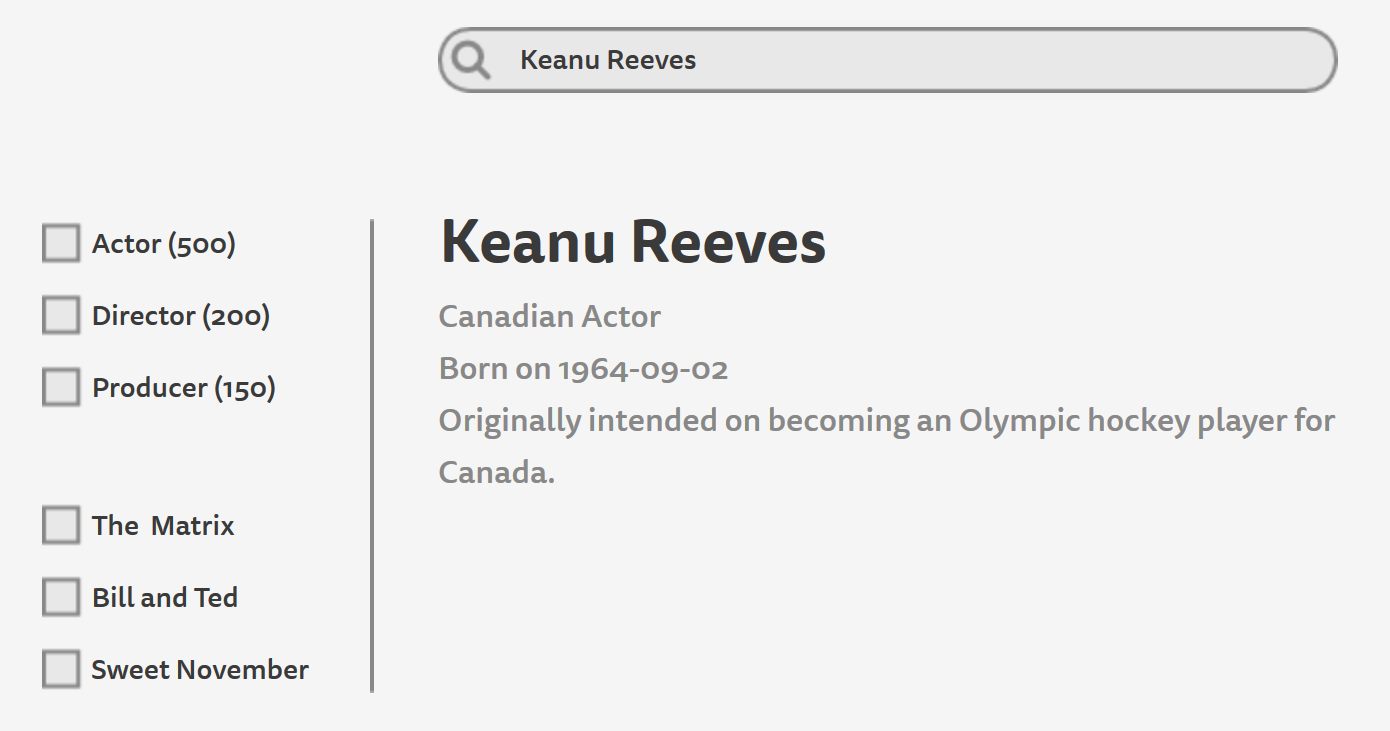 Keanu Reeves
Actor (500)
Director (200)
Producer (150)
The Matrix
Bill and Ted
Sweet November
Keanu Reeves
Canadian Actor
Born on 1964-09-02
Originally intended on becoming an Olympic hockey player for
Canada.